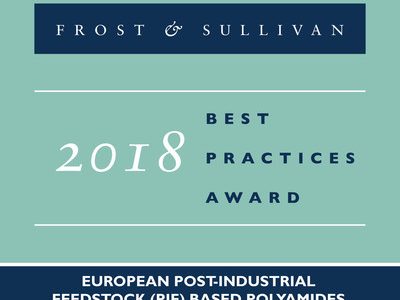 FROST & SULLIVAN
2018
BEST
PRACTICES
AWARD
EUROPEAN POST-INDUSTRIAL
FEEDSTOCK (PIF) BASED POLYAMIDES